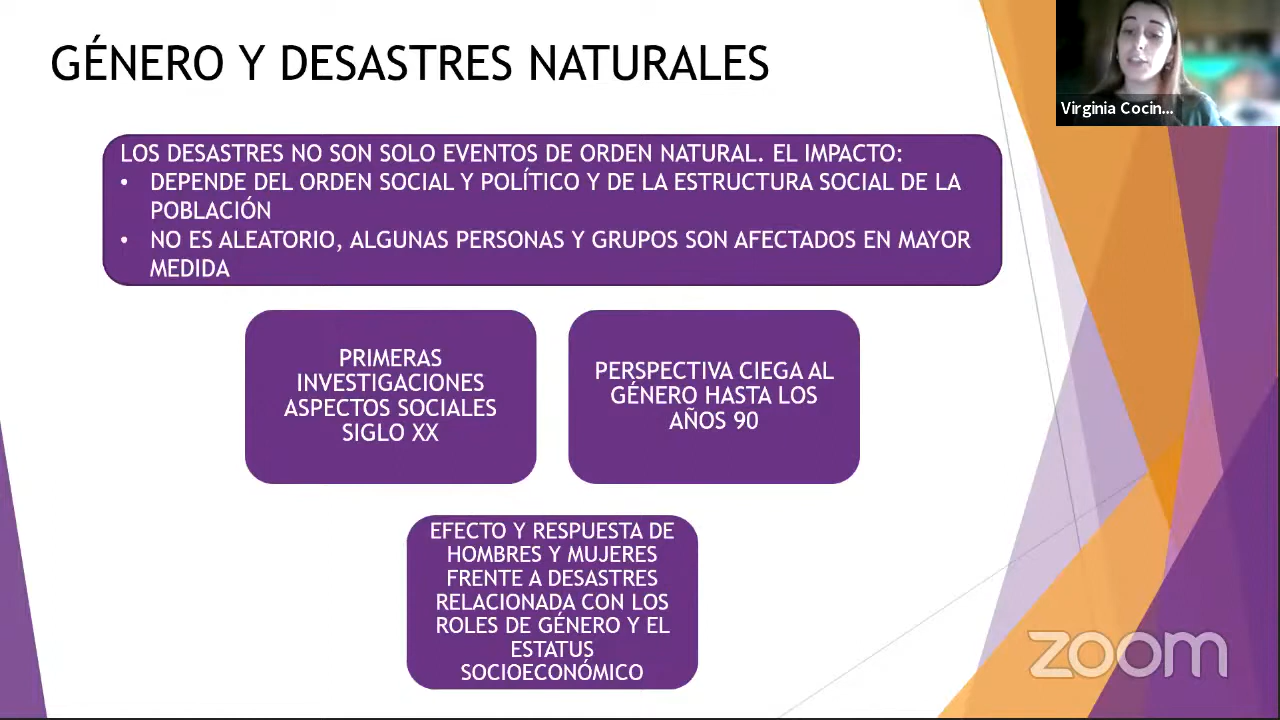 GÉNERO Y DESASTRES NATURALES
Virginia Cocin...
LOS DESASTRES NO SON SOLO EVENTOS DE ORDEN NATURAL. EL IMPACTO:
• DEPENDE DEL ORDEN SOCIAL Y POLÍTICO Y DE LA ESTRUCTURA SOCIAL DE LA
POBLACIÓN
• NO ES ALEATORIO, ALGUNAS PERSONAS Y GRUPOS SON AFECTADOS EN MAYOR
MEDIDA
PRIMERAS
INVESTIGACIONES
ASPECTOS SOCIALES
SIGLO XX
PERSPECTIVA CIEGA AL
GÉNERO HASTA LOS
AÑOS 90
EFECTO Y RESPUESTA DE
HOMBRES Y MUJERES
FRENTE A DESASTRES
RELACIONADA CON LOS
ROLES DE GÉNERO Y EL
ESTATUS
SOCIOECONÓMICO
zoom